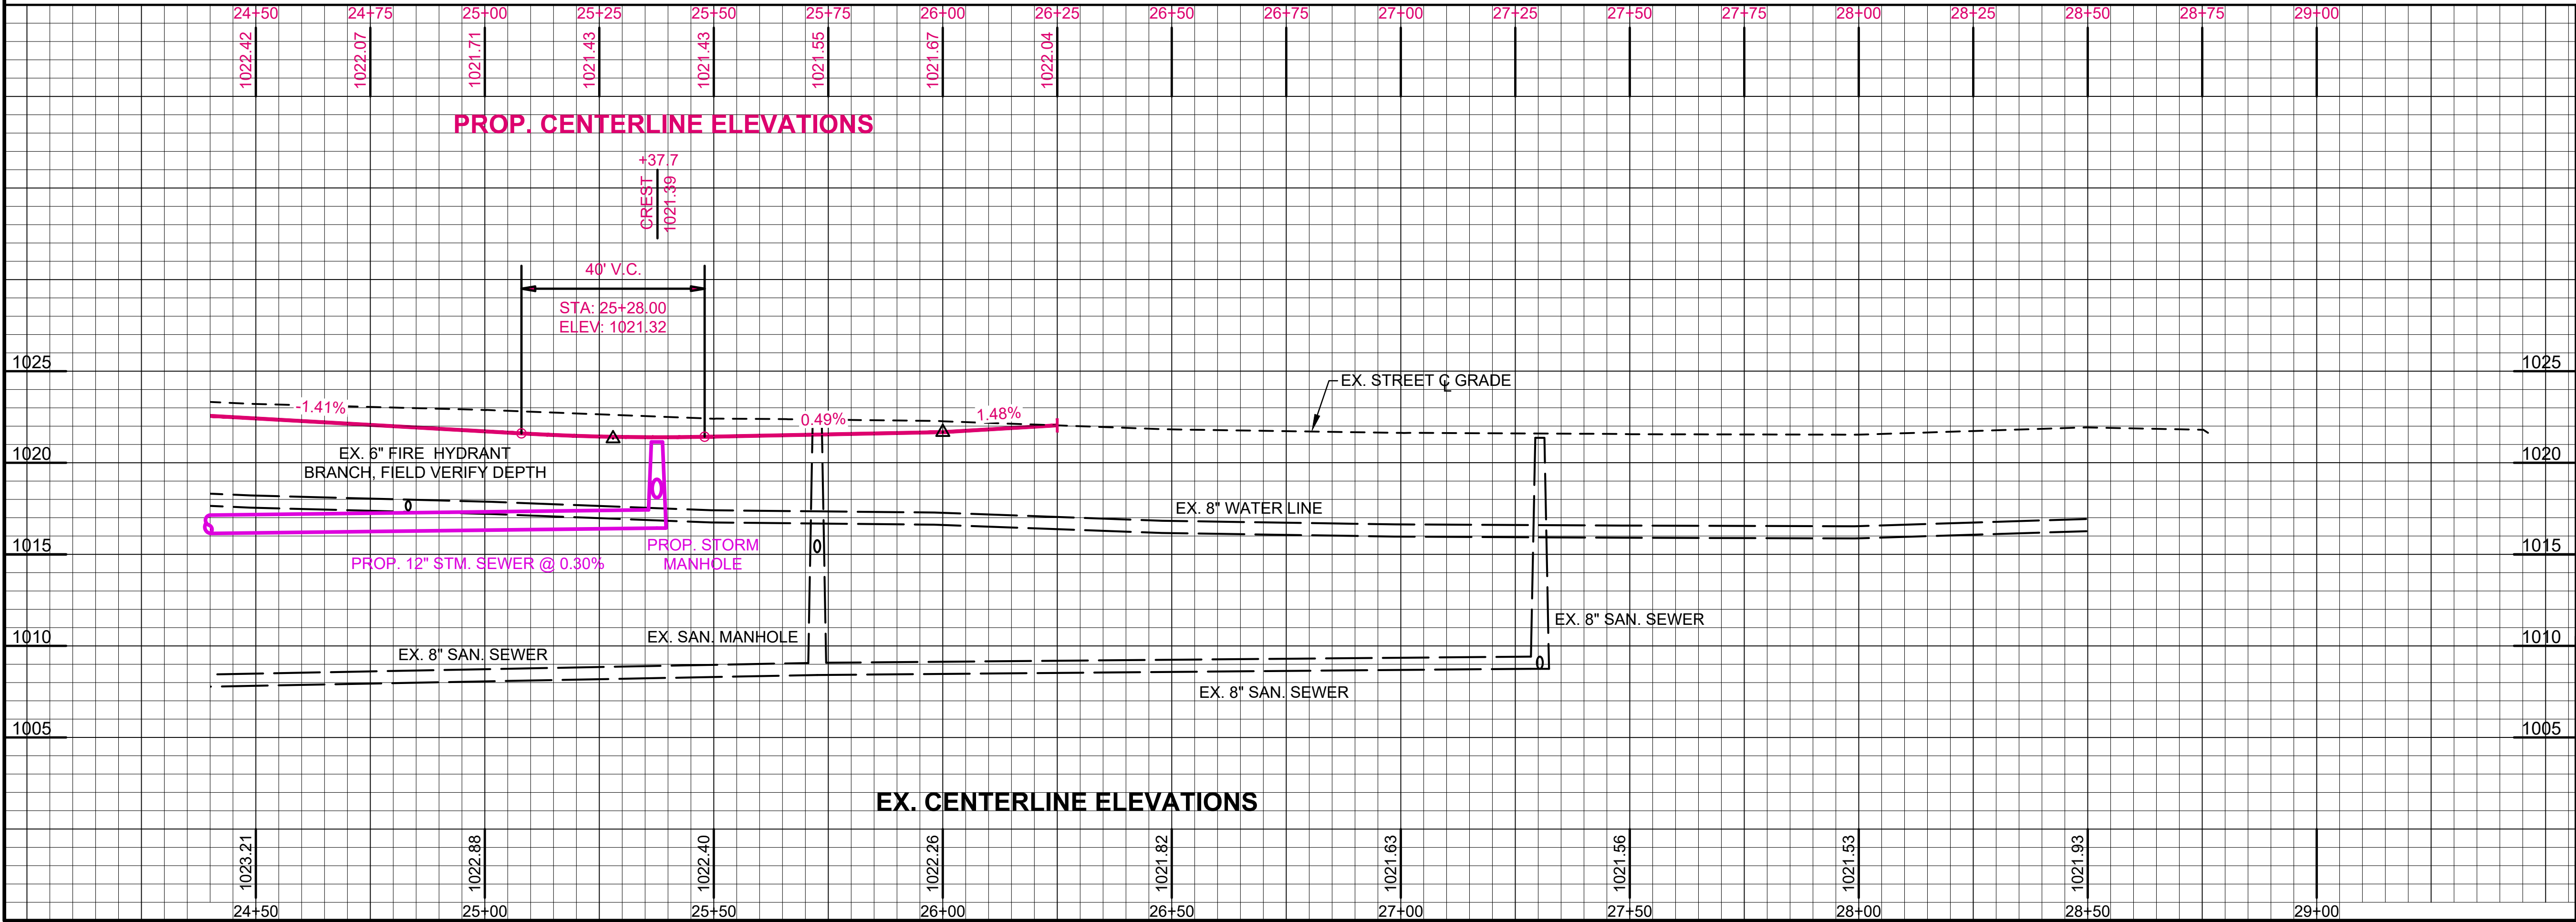 24+50 24+75 25+00 25+25 24+75 25+50 25+75 26+00 26+25 26+50 26+75 27+00 27+25 27+50 27+75 28+00 28+25 28+50 28+75 29+00
1022.42 1022.07 1021.71 1021.43 1021.43 1021.55 1021.67 1022.04
PROP. CENTERLINE ELEVATIONS
+37.7
CREST
1021.39
40' V.C.
STA: 25+28.00
ELEV: 1021.32
1025 1025
EX. STREET ℄ GRADE
-1.41% 0.49% 1.48%
EX. 6" FIRE HYDRANT
BRANCH, FIELD VERIFY DEPTH
1020 1020
EX. 8" WATER LINE
PROP. STORM
MANHOLE
1015 1015
PROP. 12" STM. SEWER @ 0.30%
EX. 8" SAN. SEWER
EX. SAN. MANHOLE
1010 1010
EX. 8" SAN. SEWER
EX. 8" SAN. SEWER
1005 1005
EX. CENTERLINE ELEVATIONS
1023.21 1022.88 1022.40 1022.26 1021.82 1021.63 1021.56 1021.53 1021.93
24+50 25+00 25+50 26+00 26+50 27+00 27+50 28+00 28+50 29+00